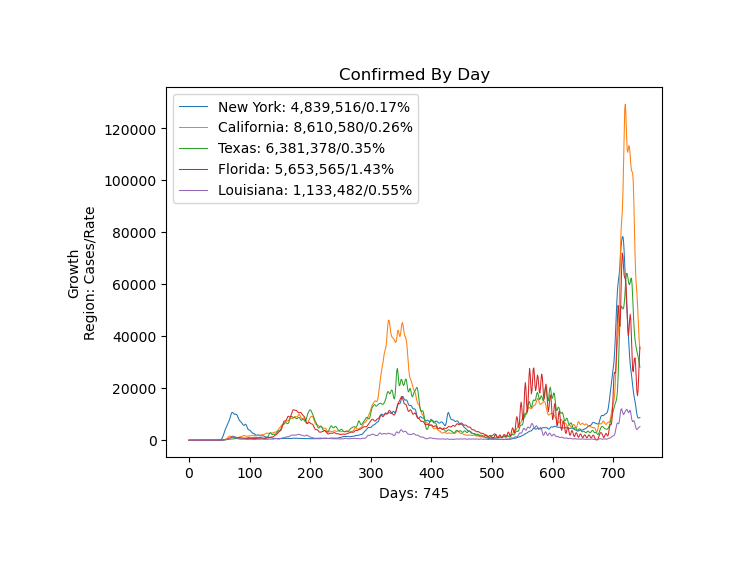 Confirmed By Day
New York: 4,839,516/0.17%
California: 8,610,580/0.26%
Texas: 6,381,378/0.35%
Florida: 5,653,565/1.43%
Louisiana: 1,133,482/0.55%
Growth
Region: Cases/Rate
120000
100000
80000
60000
40000
20000
0
0 100 200 300 400 500 600 700
Days: 745